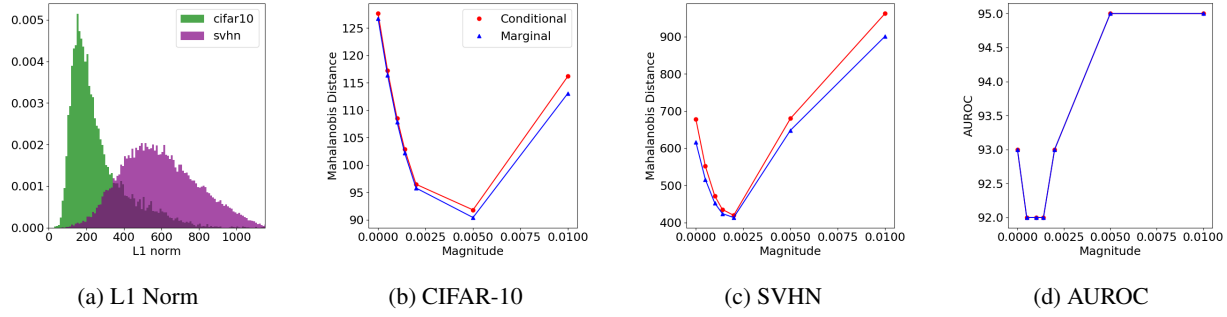 cifar10
svhn
0.005
0.004
0.003
0.002
0.001
0.000
0 200 400 600 800 1000
L1 norm
(a) L1 Norm
Conditional
Marginal
Mahalanobis Distance
125
120
115
110
105
100
95
90
0.0000 0.0025 0.0050 0.0075 0.0100
Magnitude
(b) CIFAR-10
Mahalanobis Distance
900
800
700
600
500
400
0.0000 0.0025 0.0050 0.0075 0.0100
Magnitude
(c) SVHN
AUROC
95.0
94.5
94.0
93.5
93.0
92.5
92.0
0.0000 0.0025 0.0050 0.0075 0.0100
Magnitude
(d) AUROC